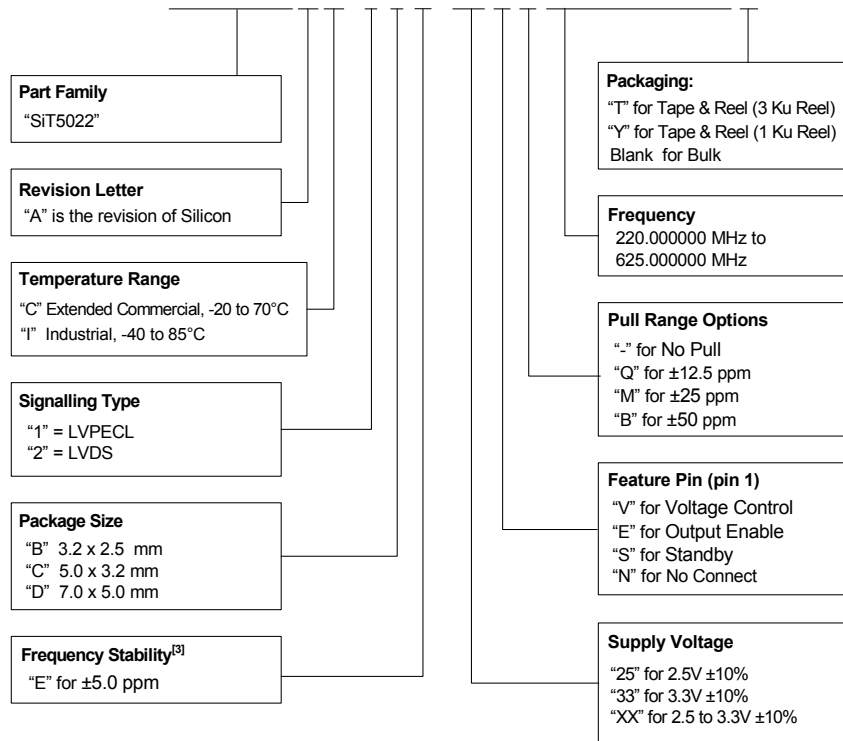 Part Family
“SiT5022”
Revision Letter
“A” is the revision of Silicon
Temperature Range
“C” Extended Commercial, -20 to 70°C
“I” Industrial, -40 to 85°C
Signalling Type
“1” = LVPECL
“2” = LVDS
Package Size
“B” 3.2 x 2.5 mm
“C” 5.0 x 3.2 mm
“D” 7.0 x 5.0 mm
Frequency Stability[3]
“E” for ±5.0 ppm
Packaging:
“T” for Tape & Reel (3 Ku Reel)
“Y” for Tape & Reel (1 Ku Reel)
Blank for Bulk
Frequency
220.000000 MHz to
625.000000 MHz
Pull Range Options
“-” for No Pull
“Q” for ±12.5 ppm
“M” for ±25 ppm
“B” for ±50 ppm
Feature Pin (pin 1)
“V” for Voltage Control
“E” for Output Enable
“S” for Standby
“N” for No Connect
Supply Voltage
“25” for 2.5V ±10%
“33” for 3.3V ±10%
“XX” for 2.5 to 3.3V ±10%